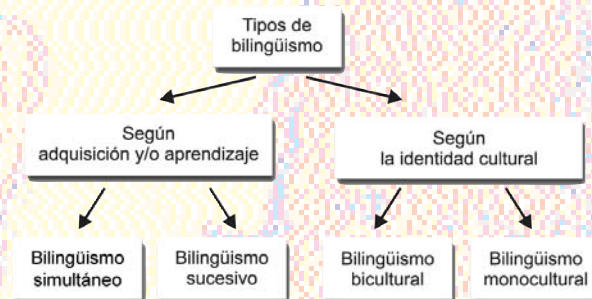 Tipos de
bilingüismo
Según
adquisición y/o aprendizaje
Según
la identidad cultural
Bilingüismo
simultáneo
Bilingüismo
sucesivo
Bilingüismo
bicultural
Bilingüismo
monocultural